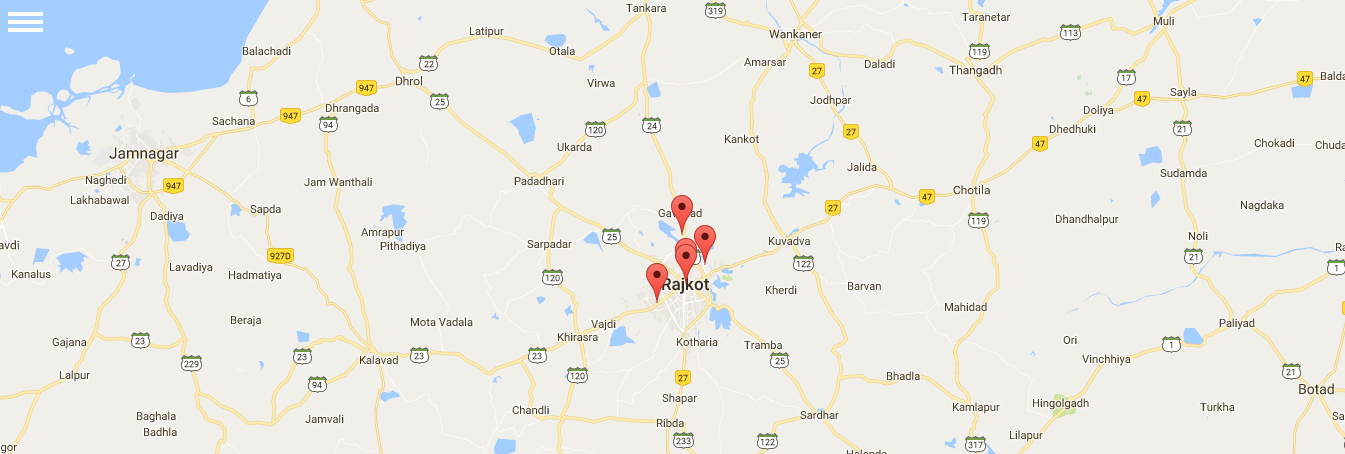 Tankara
319
Taranetar
Muli
Latipur
Wankaner
113
Balachadi
Otala
119
22
Amarsar
Daladi
Thangadh
27
17
47
Dhrol
Virwa
Sayla
947
6
25
Jodhpar
47
Dhrangada
Doliya
947
Sachana
94
120
24
27
Dhedhuki
21
Kankot
47
Chokadi
Jamnagar
Ukarda
Jalida
Naghedi
947
Jam Wanthali
Padadhari
Sudamda
Lakhabawal
27
47
Chotila
Nagdaka
Dadiya
Sapda
119
Dhandhalpur
Amrapur
25
Noli
Pithadiya
Sarpadar
Kuvadva
927D
27
Lavadiya
122
21
1
Kanalus
Hadmatiya
120
Rajkot
Kherdi
Barvan
Mahidad
Beraja
Mota Vadala
Vajdi
Paliyad
Gajana
23
Khirasra
Kotharia
Tramba
Ori
1
229
23
Kalavad
23
23
25
Vinchhiya
Lalpur
94
120
27
Bhadla
21
Botad
Shapar
Baghala
Jamvali
Chandli
Sardhar
Kamlapur
Hingolgadh
Turkha
Badhla
Ribda
233
122
317
Lilapur